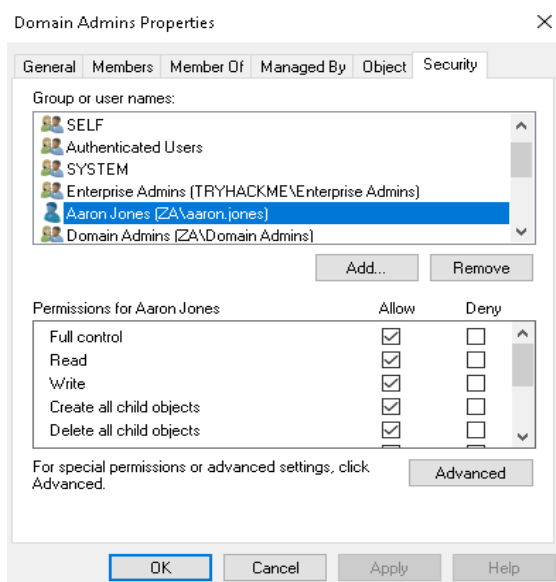 Domain Admins Properties
General Members Member Of Managed By Object Security
Group or user names:
SELF
Authenticated Users
SYSTEM
Enterprise Admins (TRYHACKME\Enterprise Admins)
Aaron Jones (ZA\aaron.jones)
Domain Admins (ZA\Domain Admins)
Add... Remove
Permissions for Aaron Jones Allow Deny
Full control
Read
Write
Create all child objects
Delete all child objects
For special permissions or advanced settings, click Advanced
Advanced.
OK Cancel Apply Help